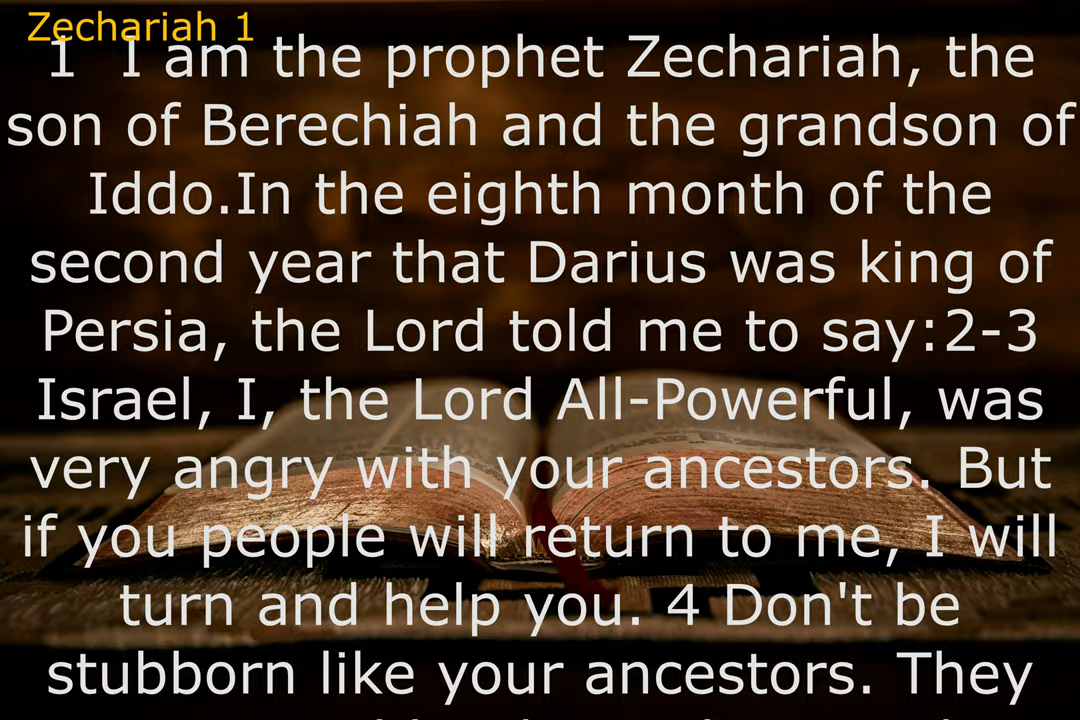 Zechariah 1
1 I am the prophet Zechariah, the
son of Berechiah and the grandson of
Iddo.In the eighth month of the
second year that Darius was king of
Persia, the Lord told me to say:2-3
Israel, I, the Lord All-Powerful, was
very angry with your ancestors. But
if you people will return to me, I will
turn and help you. 4 Don't be
stubborn like your ancestors. They